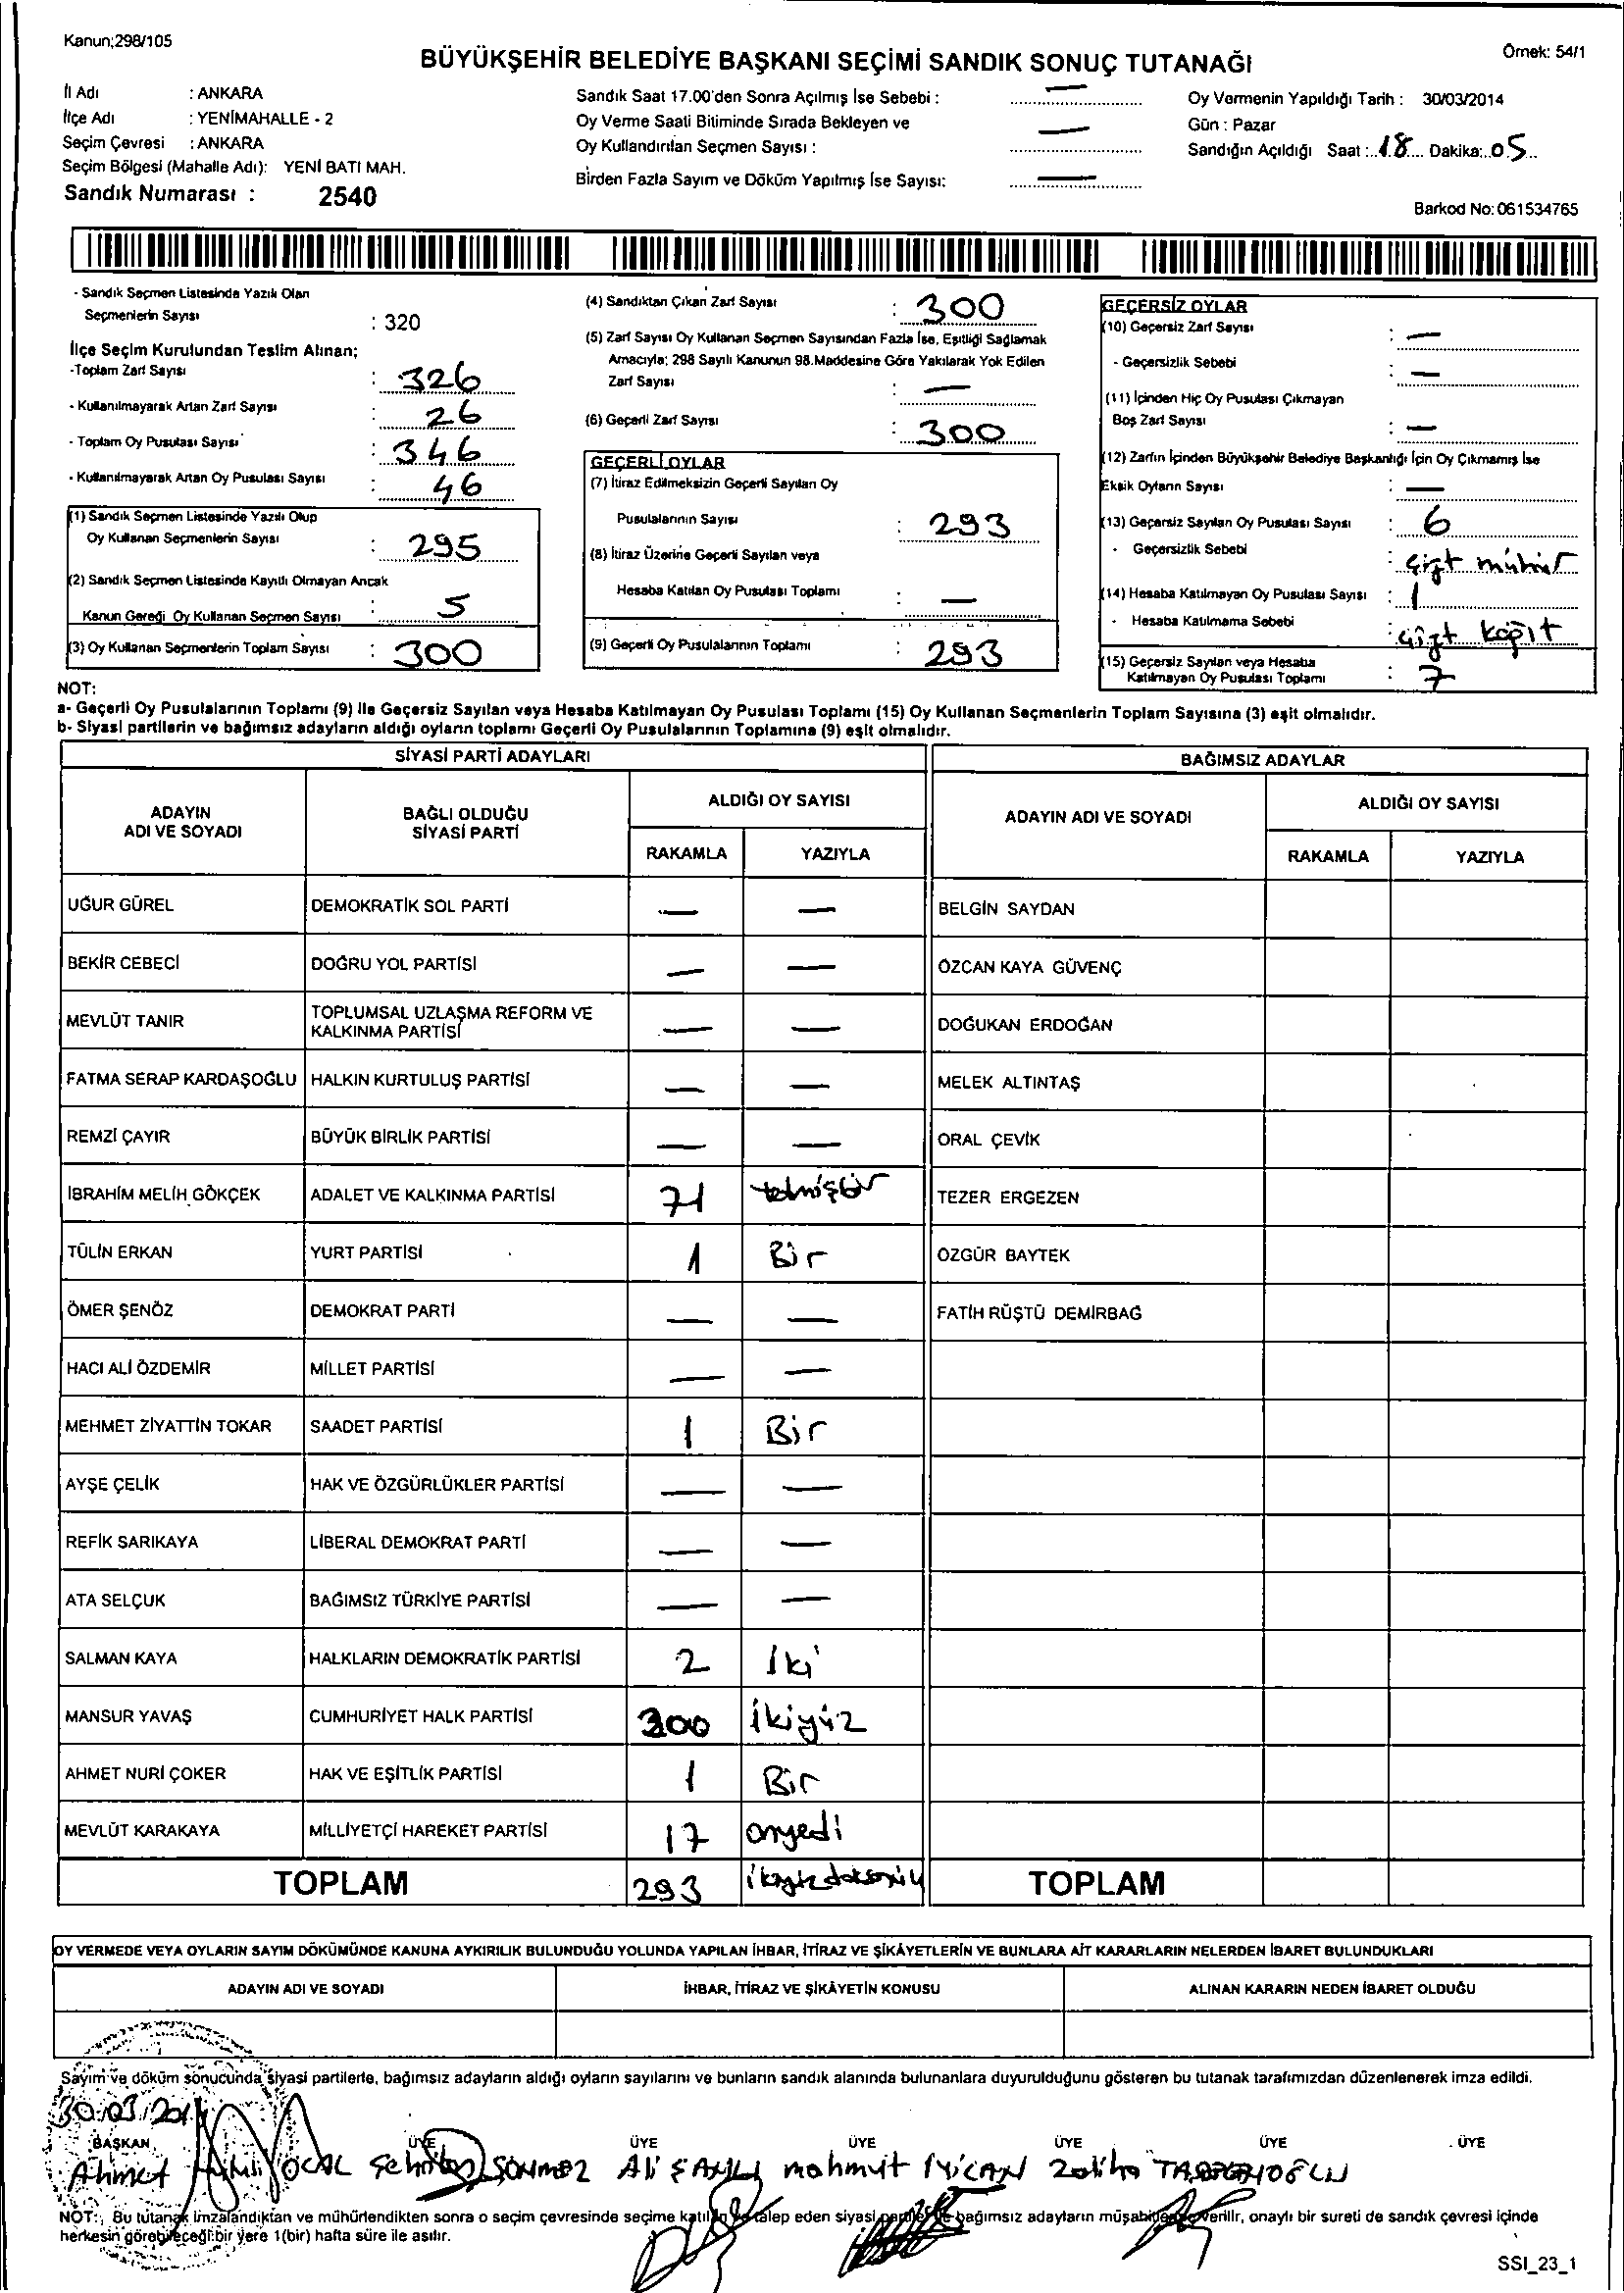 Kanun;298/105
Örnek: 54/1
BÜYÜKŞEHİR BELEDİYE BAŞKANI SEÇİMİ SANDIK SONUÇ TUTANAĞI
İl Adı : ANKARA
İlçe Adı : YENİMAHALLE - 2
Seçim Çevresi : ANKARA
Seçim Bölgesi (Mahalle Adı): YENİ BATI MAH.
Sandık Numarası : 2540
Sandık Saat 17.00'den Sonra Açılmış İse Sebebi : —
Oy Verme Saati Bitiminde Sırada Bekleyen ve
Oy Kullandırılan Seçmen Sayısı : —
Birden Fazla Sayım ve Döküm Yapılmış İse Sayısı: —
Oy Vermenin Yapıldığı Tarih : 30/03/2014
Gün : Pazar
Sandığın Açıldığı Saat : 18 Dakika: 05
Barkod No: 061534765
- Sandık Seçmen Listesinde Yazılı Olan
Seçmenlerin Sayısı : 320
İlçe Seçim Kurulundan Teslim Alınan;
-Toplam Zarf Sayısı : 326
- Kullanılmayarak Artan Zarf Sayısı : 26
- Toplam Oy Pusulası Sayısı : 346
- Kullanılmayarak Artan Oy Pusulası Sayısı : 46
(1) Sandık Seçmen Listesinde Yazılı Olup
Oy Kullanan Seçmenlerin Sayısı : 295
(2) Sandık Seçmen Listesinde Kayıtlı Olmayan Ancak
Kanun Gereği Oy Kullanan Seçmen Sayısı : 5
(3) Oy Kullanan Seçmenlerin Toplam Sayısı : 300
(4) Sandıktan Çıkan Zarf Sayısı : 300
(5) Zarf Sayısı Oy Kullanan Seçmen Sayısından Fazla İse, Eşitliği Sağlamak
Amacıyla; 298 Sayılı Kanunun 98.Maddesine Göre Yakılarak Yok Edilen
Zarf Sayısı : —
(6) Geçerli Zarf Sayısı : 300
GEÇERLİ OYLAR
(7) İtiraz Edilmeksizin Geçerli Sayılan Oy
Pusulalarının Sayısı : 293
(8) İtiraz Üzerine Geçerli Sayılan veya
Hesaba Katılan Oy Pusulası Toplamı : —
(9) Geçerli Oy Pusulalarının Toplamı : 293
GEÇERSİZ OYLAR
(10) Geçersiz Zarf Sayısı : —
- Geçersizlik Sebebi : —
(11) İçinden Hiç Oy Pusulası Çıkmayan
Boş Zarf Sayısı : —
(12) Zarfın İçinden Büyükşehir Belediye Başkanlığı İçin Oy Çıkmamış İse
Eksik Oyların Sayısı : —
(13) Geçersiz Sayılan Oy Pusulası Sayısı : 6
- Geçersizlik Sebebi : çift mühür
(14) Hesaba Katılmayan Oy Pusulası Sayısı : 1
- Hesaba Katılmama Sebebi : çift kağıt
(15) Geçersiz Sayılan veya Hesaba
Katılmayan Oy Pusulası Toplamı : 7
NOT:
a- Geçerli Oy Pusulalarının Toplamı (9) ile Geçersiz Sayılan veya Hesaba Katılmayan Oy Pusulası Toplamı (15) Oy Kullanan Seçmenlerin Toplam Sayısına (3) eşit olmalıdır.
b- Siyasi partilerin ve bağımsız adayların aldığı oyların toplamı Geçerli Oy Pusulalarının Toplamına (9) eşit olmalıdır.
SİYASİ PARTİ ADAYLARI
BAĞIMSIZ ADAYLAR
ADAYIN ADI VE SOYADI
BAĞLI OLDUĞU SİYASİ PARTİ
ALDIĞI OY SAYISI
RAKAMLA YAZIYLA
ADAYIN ADI VE SOYADI
ALDIĞI OY SAYISI
RAKAMLA YAZIYLA
UĞUR GÜREL DEMOKRATİK SOL PARTİ — — BELGİN SAYDAN
BEKİR CEBECİ DOĞRU YOL PARTİSİ — — ÖZCAN KAYA GÜVENÇ
MEVLÜT TANIR TOPLUMSAL UZLAŞMA REFORM VE KALKINMA PARTİSİ — — DOĞUKAN ERDOĞAN
FATMA SERAP KARDAŞOĞLU HALKIN KURTULUŞ PARTİSİ — — MELEK ALTINTAŞ
REMZİ ÇAYIR BÜYÜK BİRLİK PARTİSİ — — ORAL ÇEVİK
İBRAHİM MELİH GÖKÇEK ADALET VE KALKINMA PARTİSİ 71 TEZER ERGEZEN
TÜLİN ERKAN YURT PARTİSİ 1 Bir ÖZGÜR BAYTEK
ÖMER ŞENÖZ DEMOKRAT PARTİ — — FATİH RÜŞTÜ DEMİRBAĞ
HACI ALİ ÖZDEMİR MİLLET PARTİSİ — —
MEHMET ZİYATTİN TOKAR SAADET PARTİSİ 1 Bir
AYŞE ÇELİK HAK VE ÖZGÜRLÜKLER PARTİSİ — —
REFİK SARIKAYA LİBERAL DEMOKRAT PARTİ — —
ATA SELÇUK BAĞIMSIZ TÜRKİYE PARTİSİ — —
SALMAN KAYA HALKLARIN DEMOKRATİK PARTİSİ 2 İki
MANSUR YAVAŞ CUMHURİYET HALK PARTİSİ 200 İkiyüz
AHMET NURİ ÇOKER HAK VE EŞİTLİK PARTİSİ 1 Bir
MEVLÜT KARAKAYA MİLLİYETÇİ HAREKET PARTİSİ 17 onyedi
TOPLAM 293 TOPLAM
OY VERMEDE VEYA OYLARIN SAYIM DÖKÜMÜNDE KANUNA AYKIRILIK BULUNDUĞU YOLUNDA YAPILAN İHBAR, İTİRAZ VE ŞİKÂYETLERİN VE BUNLARA AİT KARARLARIN NELERDEN İBARET BULUNDUKLARI
ADAYIN ADI VE SOYADI İHBAR, İTİRAZ VE ŞİKÂYETİN KONUSU ALINAN KARARIN NEDEN İBARET OLDUĞU
Sayım ve döküm sonucunda siyasi partilerle, bağımsız adayların aldığı oyların sayılarını ve bunların sandık alanında bulunanlara duyurulduğunu gösteren bu tutanak tarafımızdan düzenlenerek imza edildi.
30.03.2014
BAŞKAN ÜYE ÜYE ÜYE ÜYE ÜYE ÜYE
Ahmet ÖCAL SÖNMEZ Ali mahmut İYİCAN Zeliha
NOT: Bu tutanak imzalandıktan ve mühürlendikten sonra o seçim çevresinde seçime katılan ve talep eden siyasi partiler ile bağımsız adayların müşahitlerine verilir, onaylı bir sureti de sandık çevresi içinde
herkesin görebileceği bir yere 1(bir) hafta süre ile asılır.
SSI_23_1